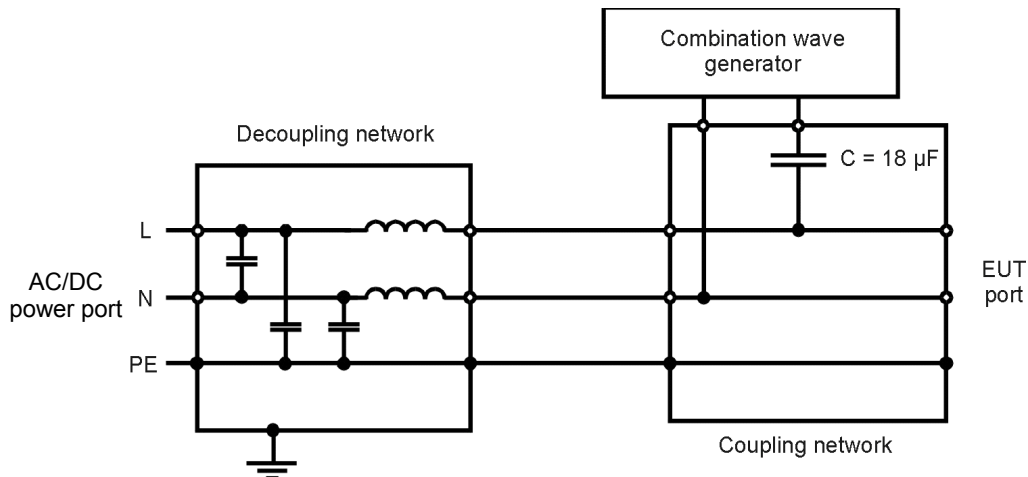 Combination wave
generator
Decoupling network
C = 18 µF
L
AC/DC
power port
N
EUT
port
PE
Coupling network